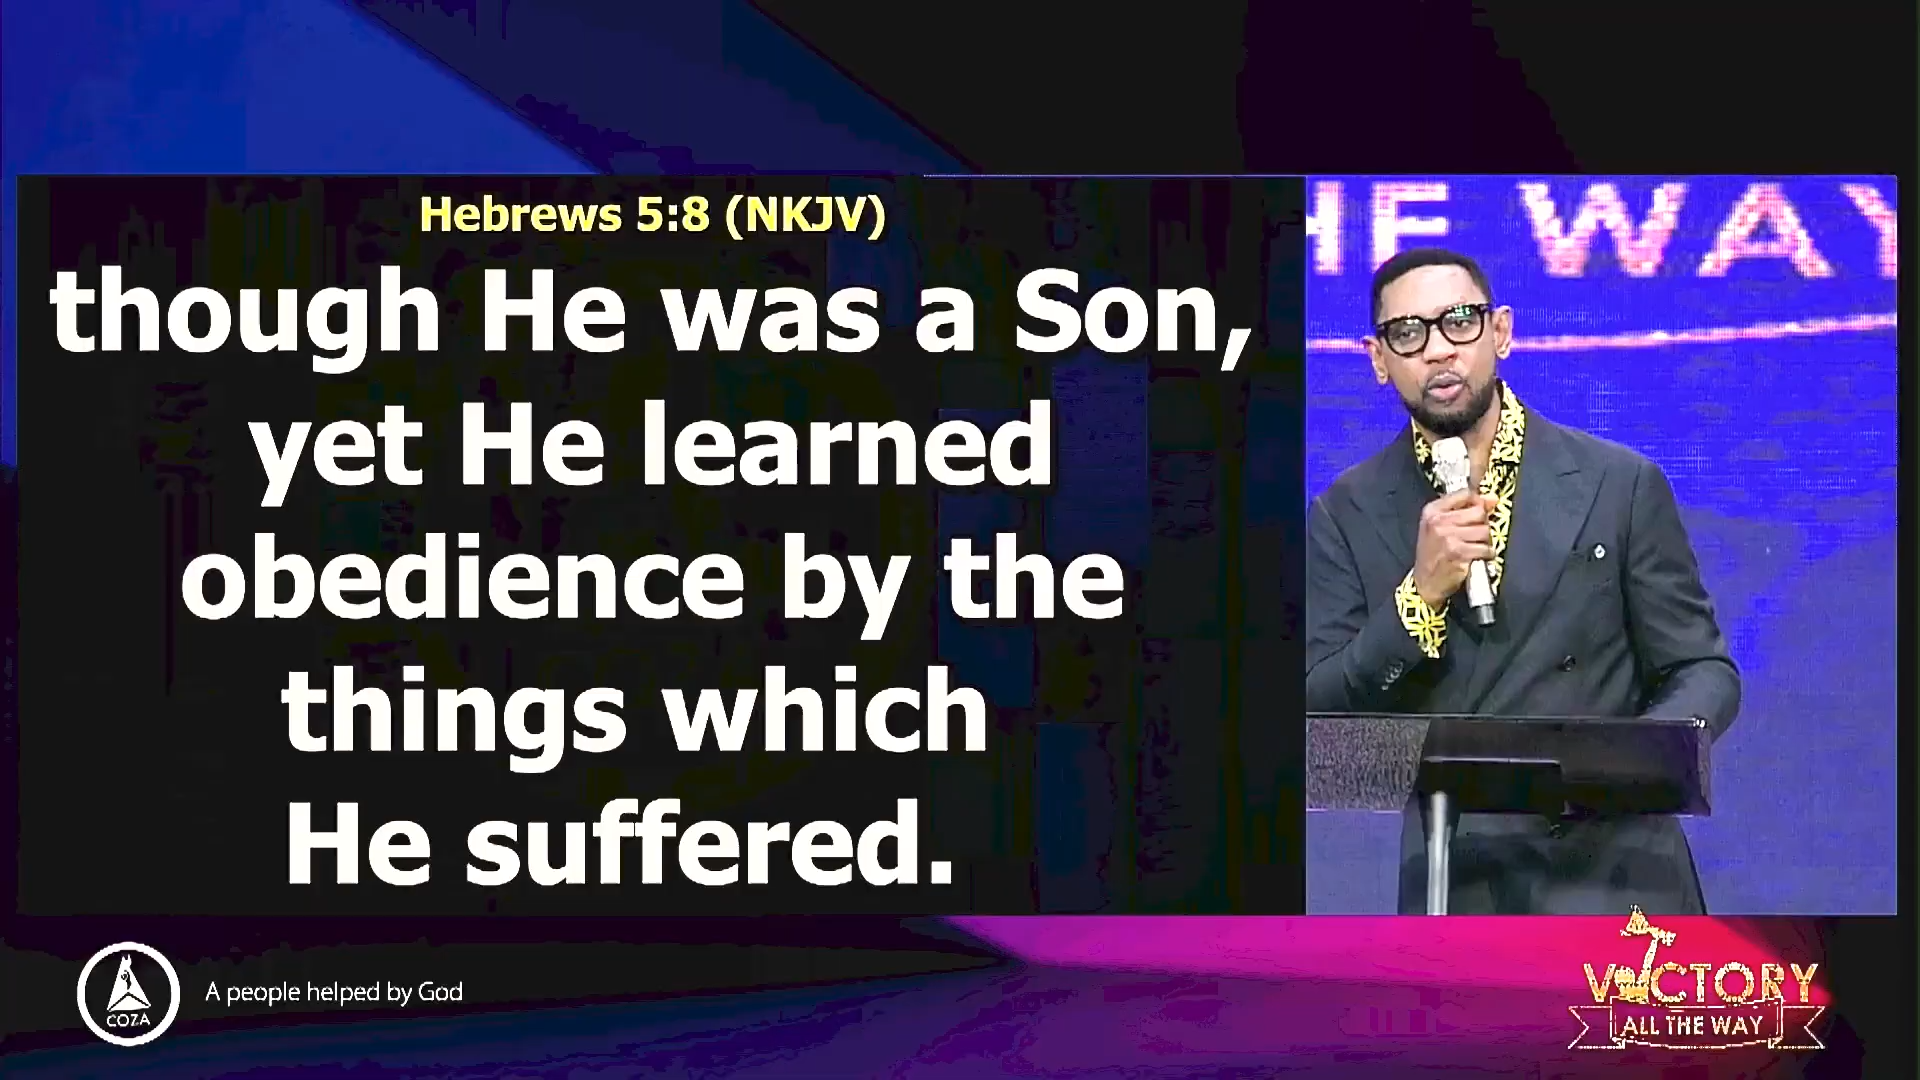 Hebrews 5:8 (NKJV)
though He was a Son,
yet He learned
obedience by the
things which
He suffered.
HE WAY
COZA
A people helped by God
VICTORY
ALL THE WAY